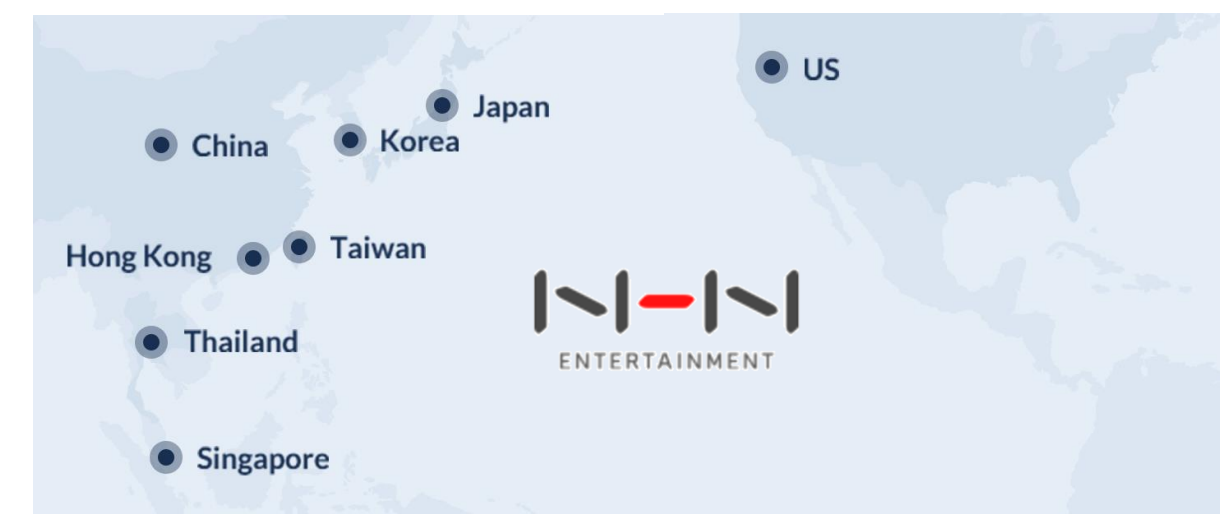 US
Japan
Korea
China
Taiwan
Hong Kong
NHN
ENTERTAINMENT
Thailand
Singapore